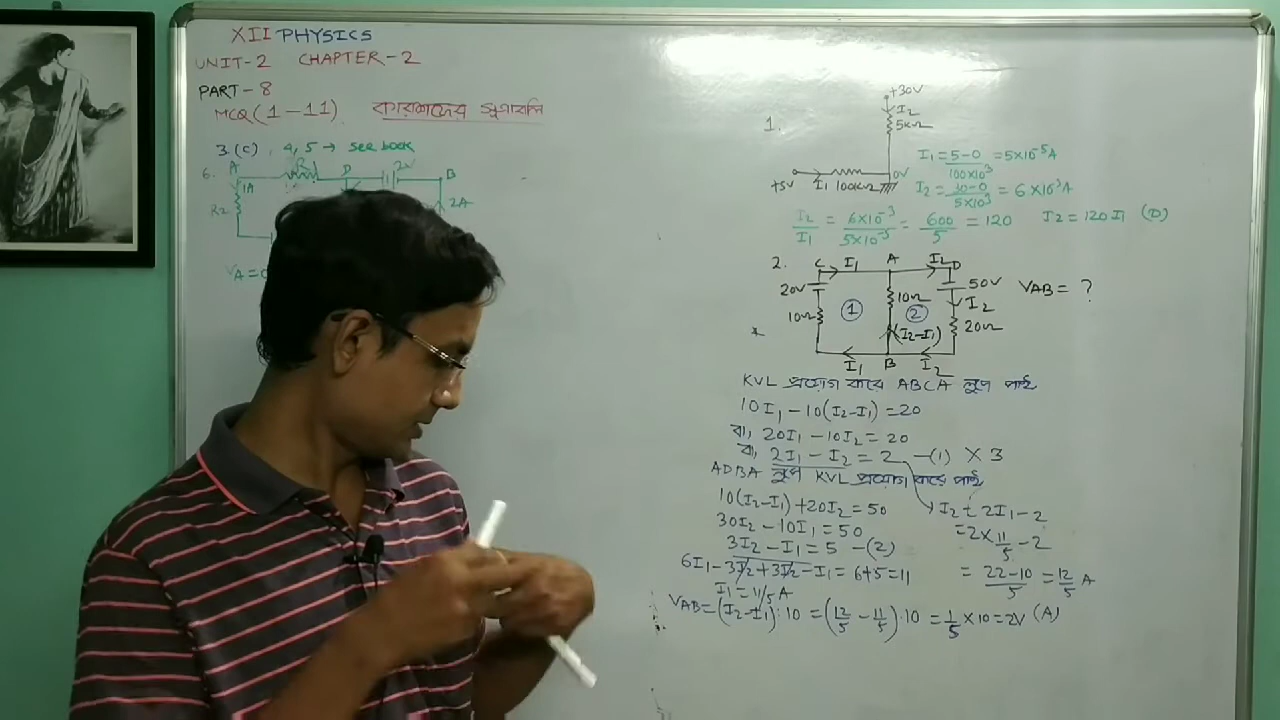 XII PHYSICS
UNIT-2 CHAPTER-2
PART-8
MCQ (1-11)
3.(C) 4,5 → see book
6. A D 2V B
1A 2A
R2
VA=0
1.
+30V
I2
5kΩ
+5V I1 100kΩ 0V
I1 = 5-0/100×10³ = 5×10⁻⁵A
I2 = 30-0/5×10³ = 6×10³A
I2/I1 = 6×10⁻³/5×10⁻³ = 600/5 = 120 I2 = 120 I1 (D)
2. C I1 A I2 D
20V 50V VAB = ?
10Ω 1 10Ω 2 I2
(I2-I1) 20Ω
I1 B I2
KVL প্রয়োগ করে ABCA লুপ পাই
10I1 - 10(I2-I1) = 20
বা, 20I1 - 10I2 = 20
বা, 2I1 - I2 = 2 —(1) × 3
ADBA লুপে KVL প্রয়োগ করে পাই
10(I2-I1) + 20I2 = 50
30I2 - 10I1 = 50
3I2 - I1 = 5 —(2)
6I1 - 3I2 + 3I2 - I1 = 6+5 = 11
I1 = 11/5 A
I2 = 2I1 - 2
= 2× 11/5 - 2
= 22-10/5 = 12/5 A
VAB = (I2-I1)·10 = (12/5 - 11/5)·10 = 1/5 × 10 = 2V (A)